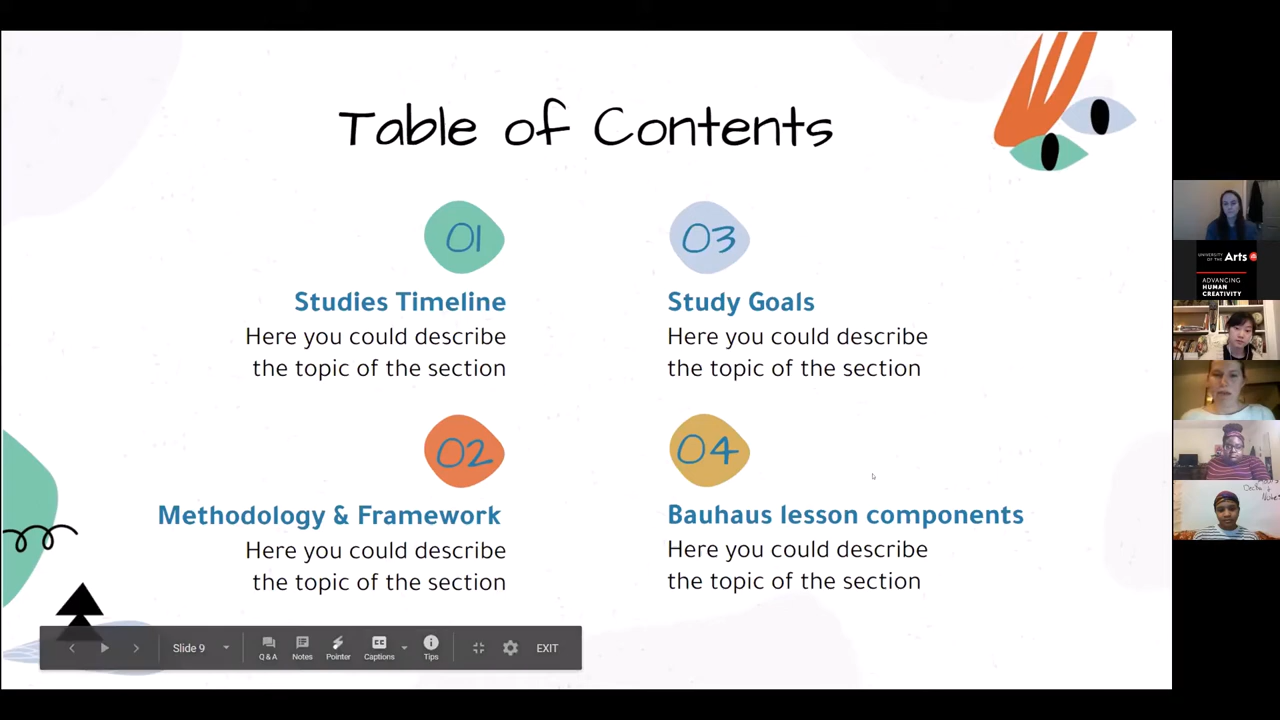 Table of Contents
01
Studies Timeline
Here you could describe
the topic of the section
02
Methodology & Framework
Here you could describe
the topic of the section
03
Study Goals
Here you could describe
the topic of the section
04
Bauhaus lesson components
Here you could describe
the topic of the section
Slide 9
Q & A
Notes
Pointer
Captions
Tips
EXIT
UNIVERSITY
OF THE
Arts
ADVANCING
HUMAN
CREATIVITY